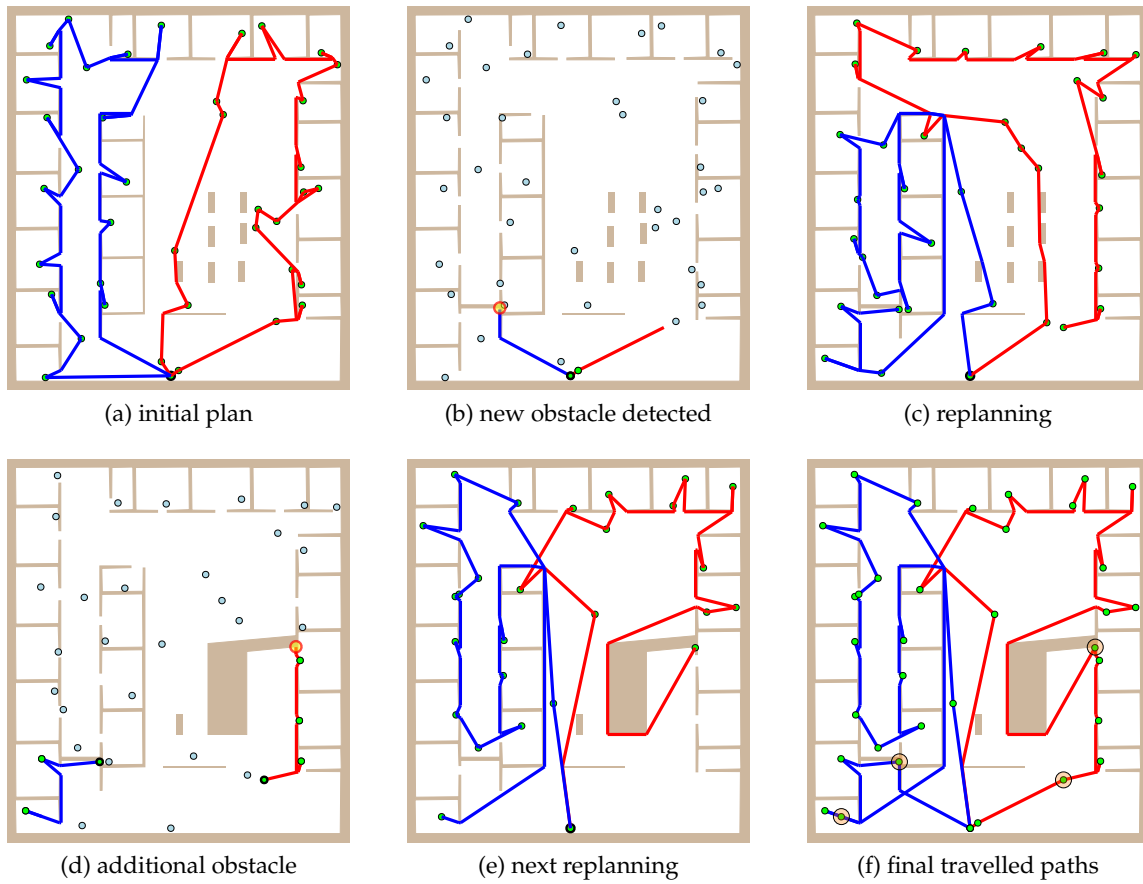 (a) initial plan
(b) new obstacle detected
(c) replanning
(d) additional obstacle
(e) next replanning
(f) final travelled paths